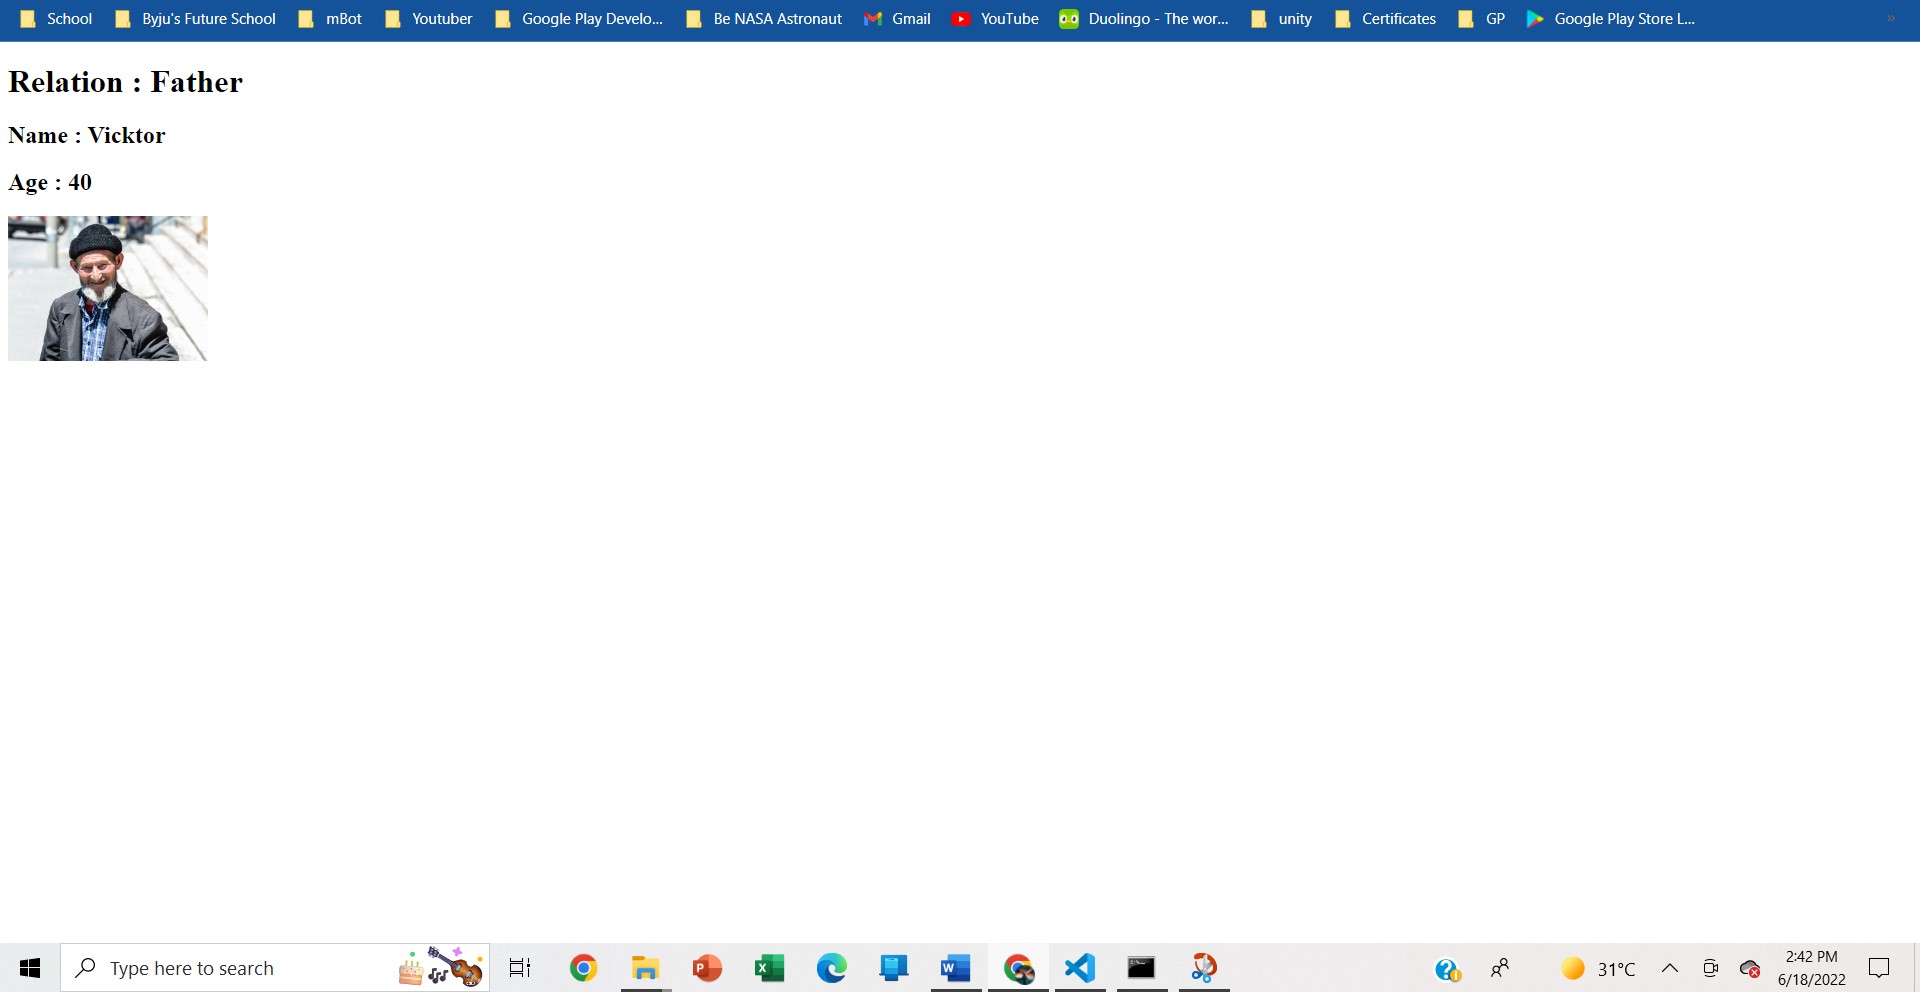 School Byju's Future School mBot Youtuber Google Play Develo... Be NASA Astronaut Gmail YouTube Duolingo - The wor... unity Certificates GP Google Play Store L... »
Relation : Father
Name : Vicktor
Age : 40
Type here to search
31°C
2:42 PM
6/18/2022